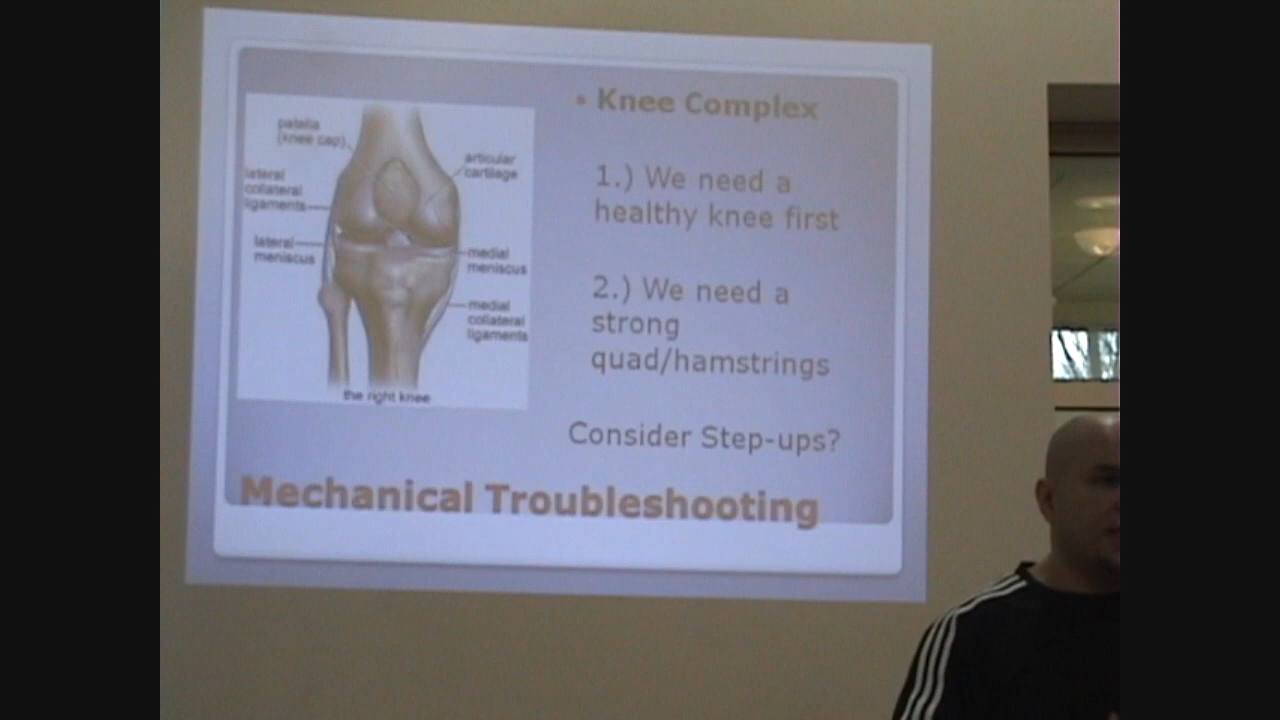 patella
(knee cap)
articular
cartilage
lateral
collateral
ligaments
lateral
meniscus
medial
meniscus
medial
collateral
ligaments
the right knee
• Knee Complex
1.) We need a
healthy knee first
2.) We need a
strong
quad/hamstrings
Consider Step-ups?
Mechanical Troubleshooting